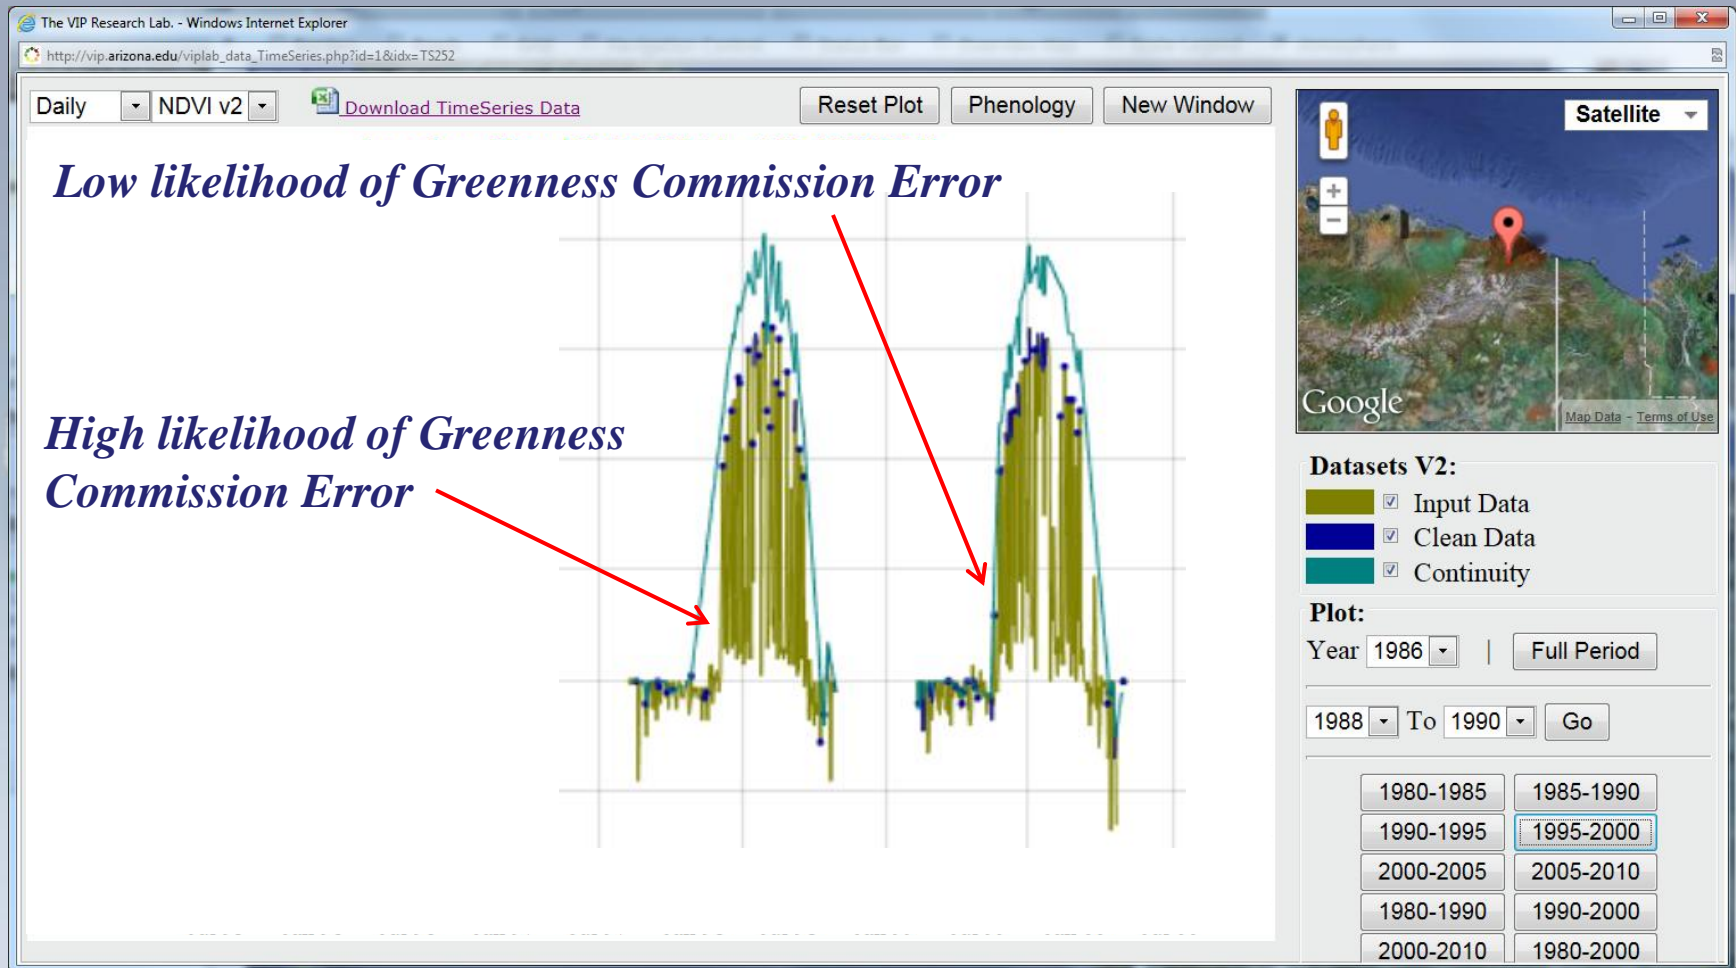 The VIP Research Lab. - Windows Internet Explorer
http://vip.arizona.edu/viplab_data_TimeSeries.php?id=1&idx=TS252
Daily NDVI v2 Download TimeSeries Data Reset Plot Phenology New Window
Low likelihood of Greenness Commission Error
High likelihood of Greenness
Commission Error
Satellite
Google
Map Data - Terms of Use
Datasets V2:
Input Data
Clean Data
Continuity
Plot:
Year 1986 | Full Period
1988 To 1990 Go
1980-1985 1985-1990
1990-1995 1995-2000
2000-2005 2005-2010
1980-1990 1990-2000
2000-2010 1980-2000